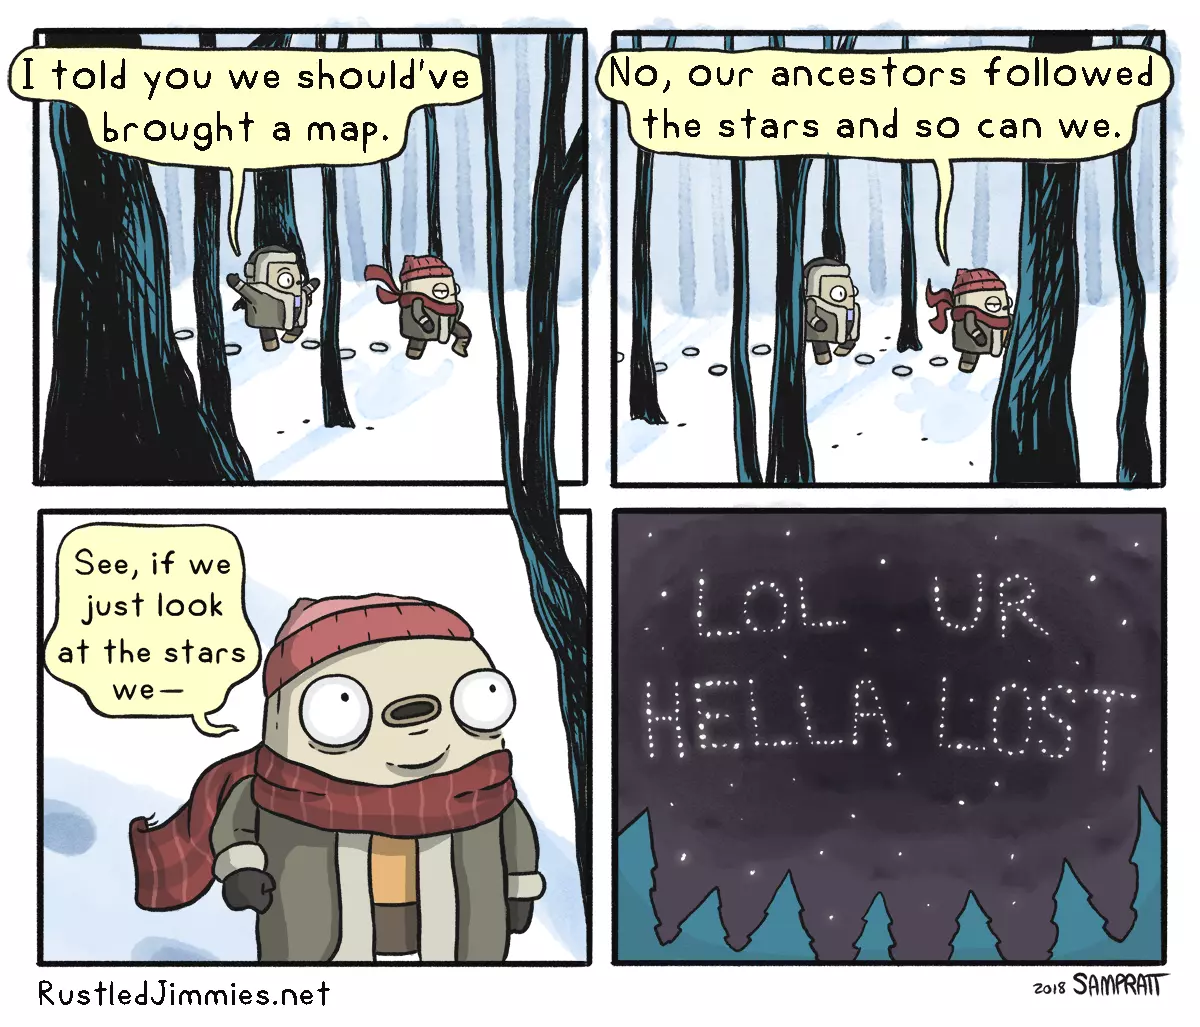 I told you we should've
brought a map.
No, our ancestors followed
the stars and so can we.
See, if we
just look
at the stars
we—
LOL UR
HELLA LOST
RustledJimmies.net
2018 SAMPRATT